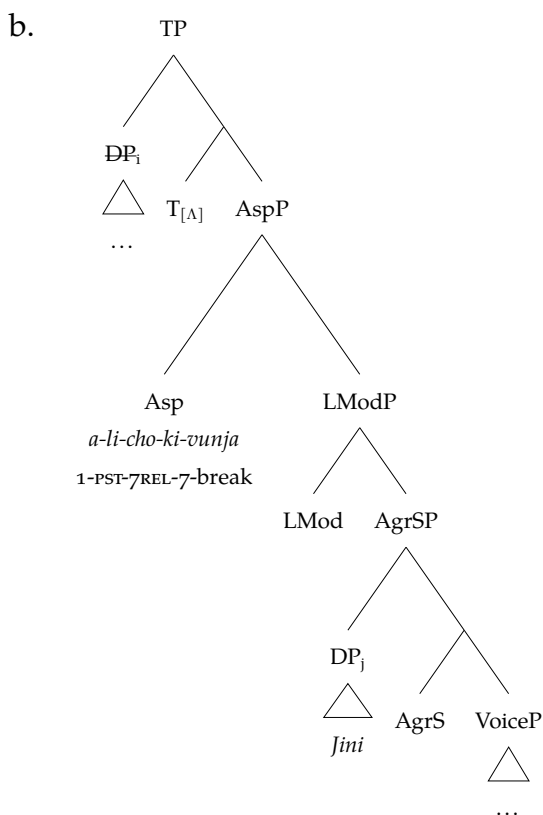 b.
TP
DPᵢ
…
T[Λ] AspP
Asp LModP
a-li-cho-ki-vunja
1-PST-7REL-7-break
LMod AgrSP
DPⱼ
Jini
AgrS VoiceP
…